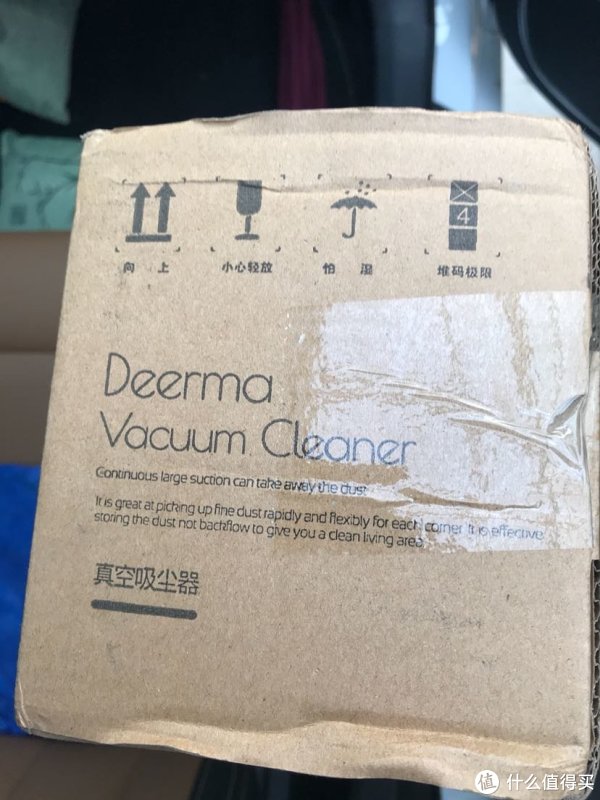 4
向 上 小心轻放 怕 湿 堆码极限
Deerma
Vacuum Cleaner
Continuous large suction can take away the dust
It is great at picking up fine dust rapidly and flexibly for each corner It is effective
storing the dust not backflow to give you a clean living area
真空吸尘器
值 什么值得买